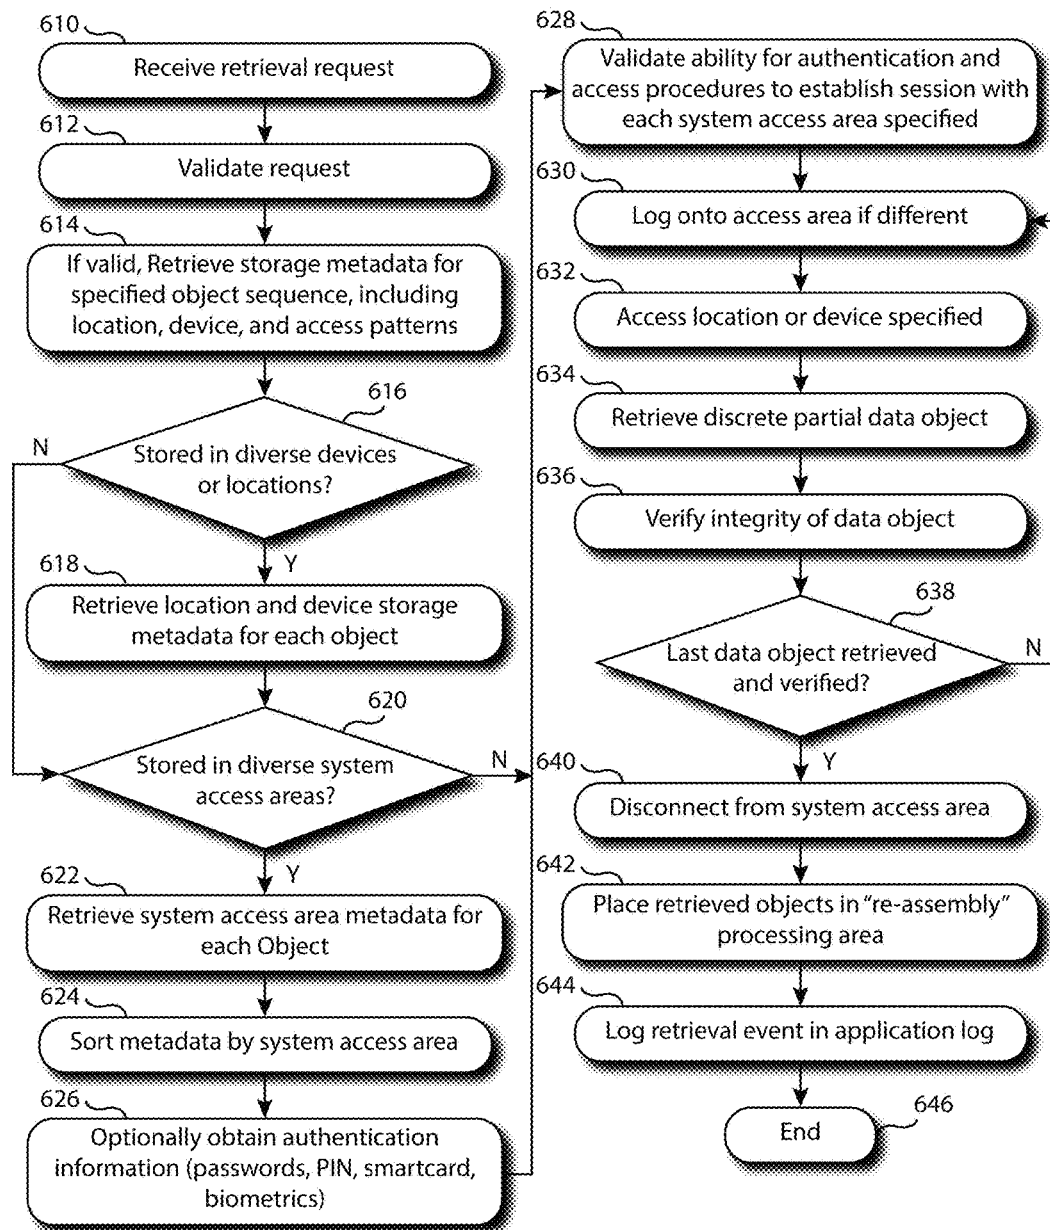 610
Receive retrieval request
612
Validate request
614
If valid, Retrieve storage metadata for
specified object sequence, including
location, device, and access patterns
616
N
Stored in diverse devices
or locations?
Y
618
Retrieve location and device storage
metadata for each object
620
Stored in diverse system
access areas?
N
Y
622
Retrieve system access area metadata for
each Object
624
Sort metadata by system access area
626
Optionally obtain authentication
information (passwords, PIN, smartcard,
biometrics)
628
Validate ability for authentication and
access procedures to establish session with
each system access area specified
630
Log onto access area if different
632
Access location or device specified
634
Retrieve discrete partial data object
636
Verify integrity of data object
638
Last data object retrieved
and verified?
N
Y
640
Disconnect from system access area
642
Place retrieved objects in “re-assembly”
processing area
644
Log retrieval event in application log
646
End